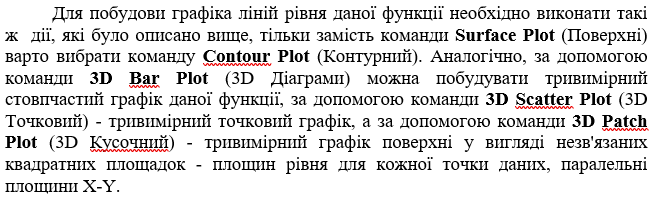 Для побудови графіка ліній рівня даної функції необхідно виконати такі
ж дії, які було описано вище, тільки замість команди Surface Plot (Поверхні)
варто вибрати команду Contour Plot (Контурний). Аналогічно, за допомогою
команди 3D Bar Plot (3D Діаграми) можна побудувати тривимірний
стовпчастий графік даної функції, за допомогою команди 3D Scatter Plot (3D
Точковий) - тривимірний точковий графік, а за допомогою команди 3D Patch
Plot (3D Кусочний) - тривимірний графік поверхні у вигляді незв'язаних
квадратних площадок - площин рівня для кожної точки даних, паралельні
площини X-Y.